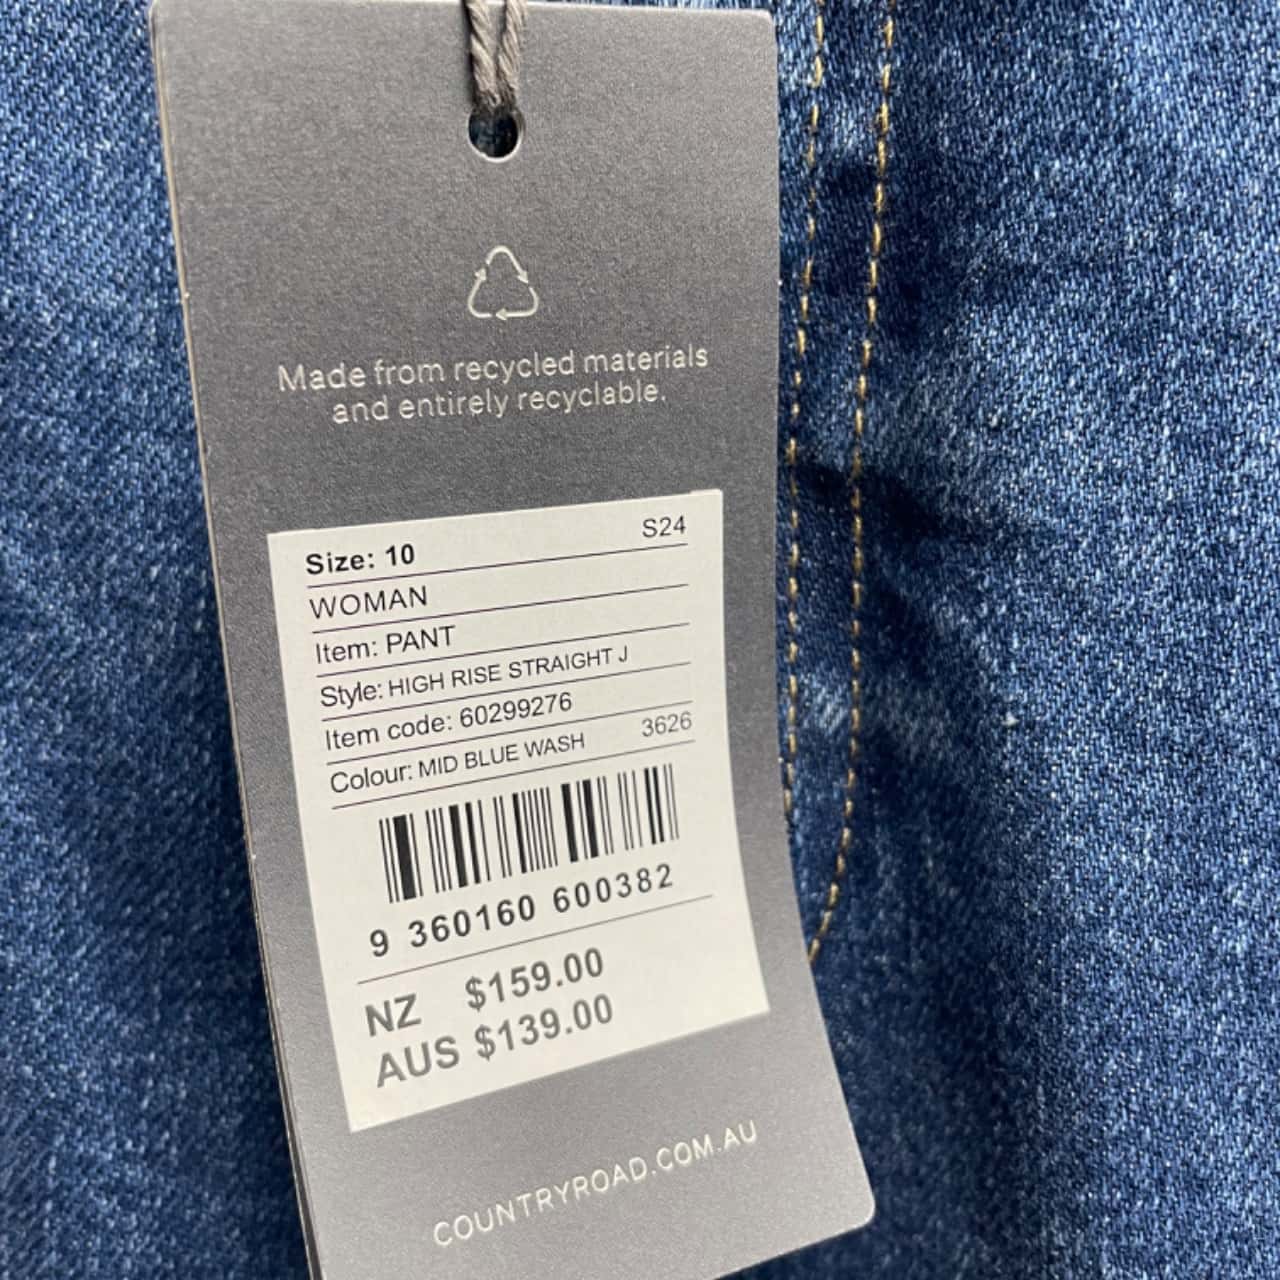 Made from recycled materials
and entirely recyclable.
Size: 10 S24
WOMAN
Item: PANT
Style: HIGH RISE STRAIGHT J
Item code: 60299276
Colour: MID BLUE WASH 3626
9 360160 600382
NZ $159.00
AUS $139.00
COUNTRYROAD.COM.AU